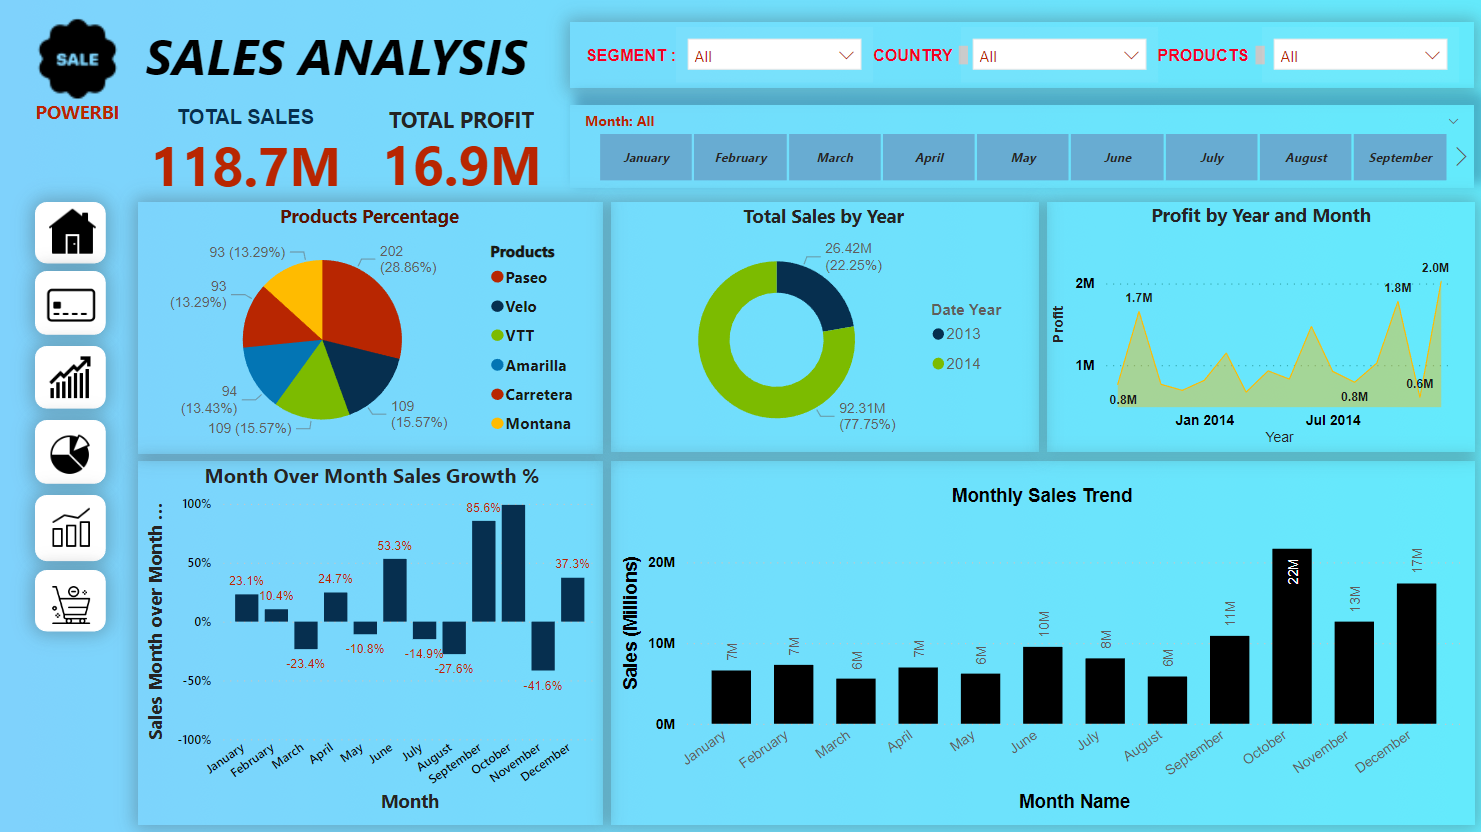 SALE
POWERBI
SALES ANALYSIS
TOTAL SALES
118.7M
TOTAL PROFIT
16.9M
SEGMENT :
All
COUNTRY
All
PRODUCTS
All
Month: All
January
February
March
April
May
June
July
August
September
Products Percentage
93 (13.29%)
202
(28.86%)
93
(13.29%)
94
(13.43%)
109 (15.57%)
109
(15.57%)
Products
Paseo
Velo
VTT
Amarilla
Carretera
Montana
Total Sales by Year
26.42M
(22.25%)
92.31M
(77.75%)
Date Year
2013
2014
Profit by Year and Month
Profit
2M
1M
0.8M
1.7M
0.8M
1.8M
0.6M
2.0M
Jan 2014
Jul 2014
Year
Month Over Month Sales Growth %
Sales Month over Month ...
100%
50%
0%
-50%
-100%
23.1%
10.4%
-23.4%
24.7%
-10.8%
53.3%
-14.9%
-27.6%
85.6%
-41.6%
37.3%
January
February
March
April
May
June
July
August
September
October
November
December
Month
Monthly Sales Trend
Sales (Millions)
20M
10M
0M
7M
7M
6M
7M
6M
10M
8M
6M
11M
22M
13M
17M
January
February
March
April
May
June
July
August
September
October
November
December
Month Name